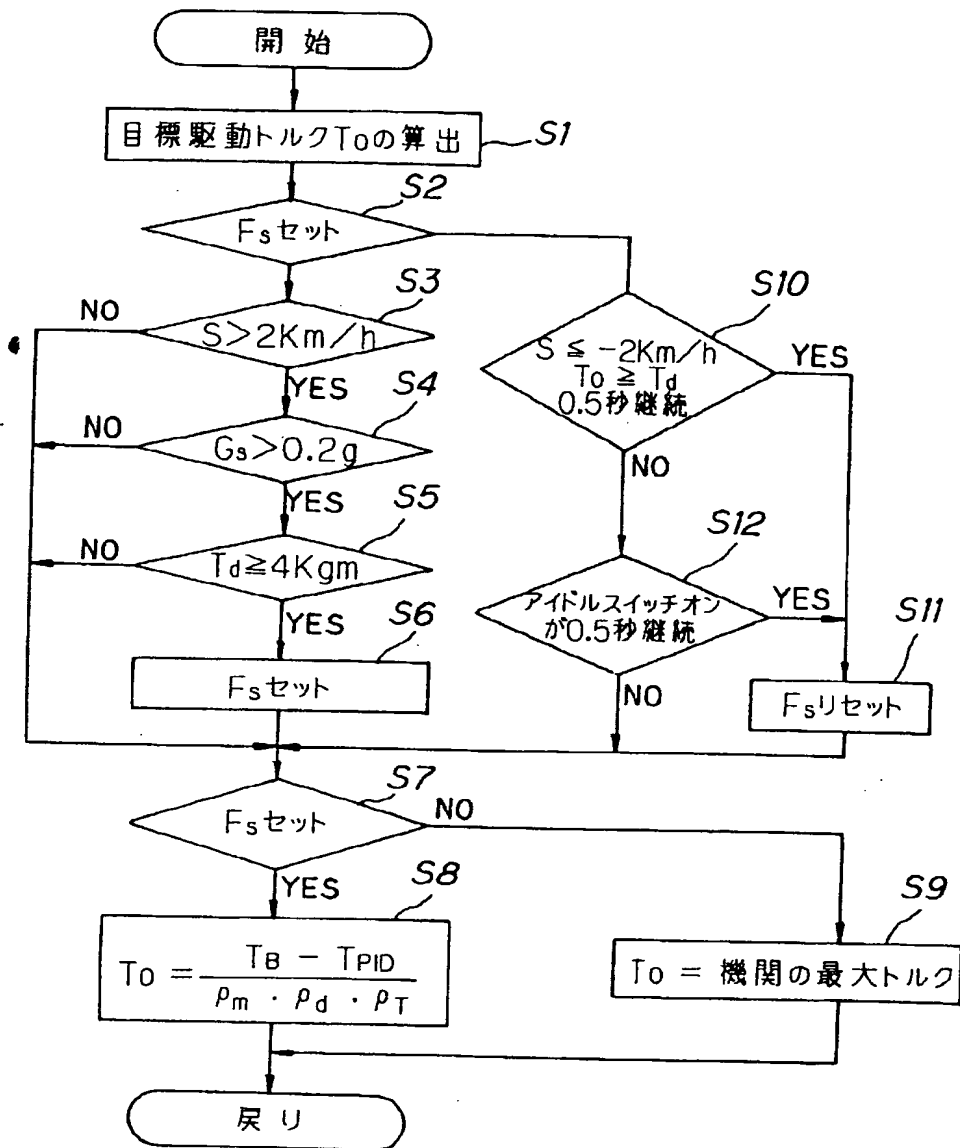 開始
目標駆動トルクToの算出
S1
S2
Fsセット
S3
NO
S>2Km/h
YES
S4
NO
Gs>0.2g
YES
S5
NO
Td≧4Kgm
YES
S6
Fsセット
S10
S≦-2Km/h
To≧Td
0.5秒継続
YES
NO
S12
アイドルスイッチオン
が0.5秒継続
YES
NO
S11
Fsリセット
S7
Fsセット
NO
YES
S8
To = TB - TPID
ρm · ρd · ρT
S9
To = 機関の最大トルク
戻り